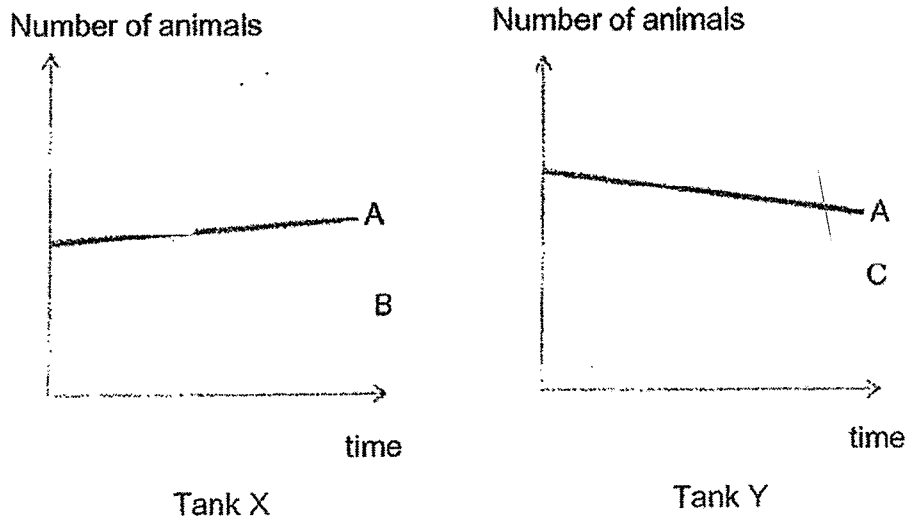 Number of animals
A
B
time
Tank X
Number of animals
A
C
time
Tank Y